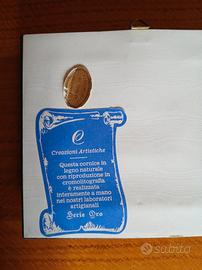 e
Creazioni Artistiche
Questa cornice in
legno naturale
con riproduzione in
cromolitografia
è realizzata
interamente a mano
nei nostri laboratori
artigianali
Serie Oro
subito